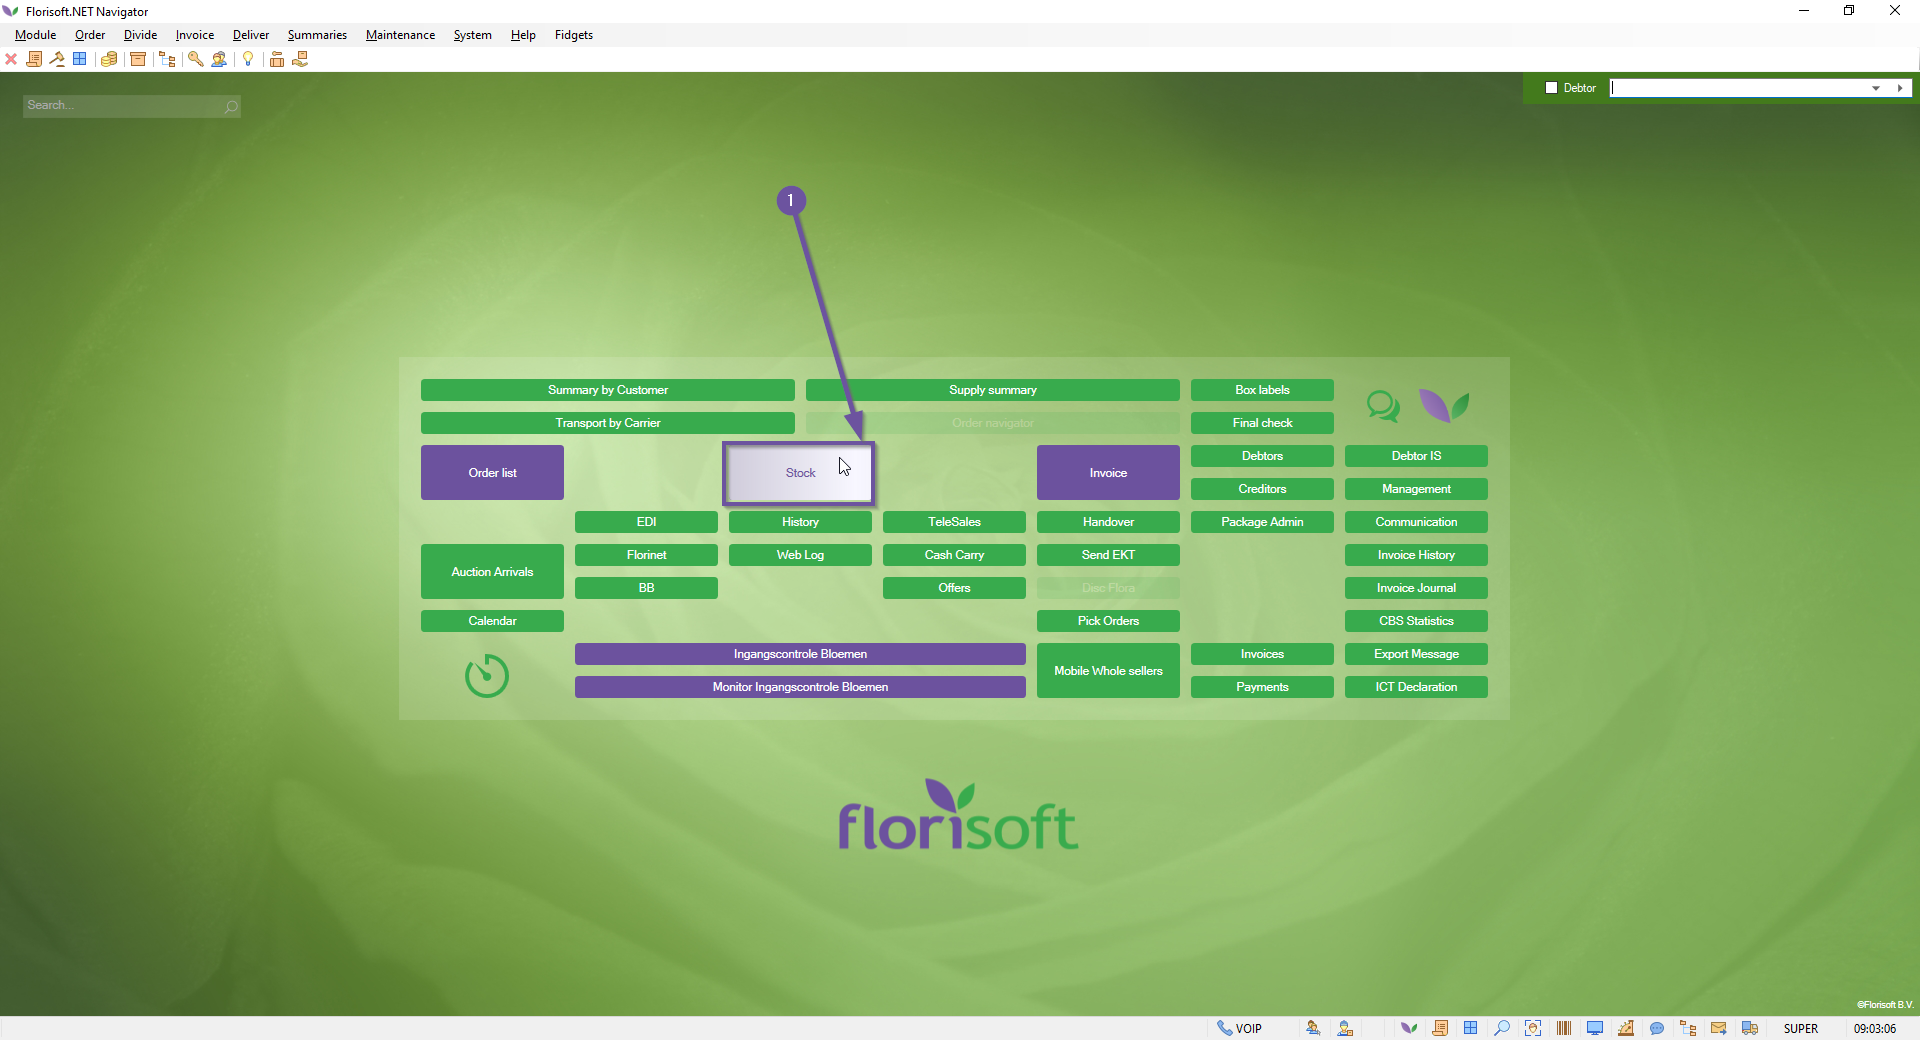 Florisoft.NET Navigator
Module Order Divide Invoice Deliver Summaries Maintenance System Help Fidgets
Search...
Debtor
1
Summary by Customer Supply summary Box labels
Transport by Carrier Order navigator Final check
Order list Stock Invoice Debtors Debtor IS
Creditors Management
EDI History TeleSales Handover Package Admin Communication
Auction Arrivals Florinet Web Log Cash Carry Send EKT Invoice History
BB Offers Disc Flora Invoice Journal
Calendar Pick Orders CBS Statistics
Ingangscontrole Bloemen Mobile Whole sellers Invoices Export Message
Monitor Ingangscontrole Bloemen Payments ICT Declaration
florisoft
©Florisoft B.V.
VOIP SUPER 09:03:06